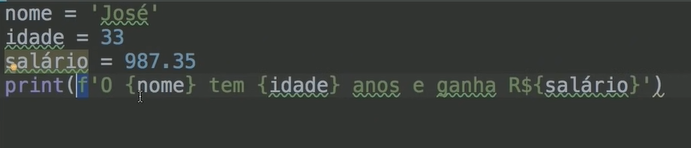 nome = 'José'
idade = 33
salário = 987.35
print(f'O {nome} tem {idade} anos e ganha R${salário}')